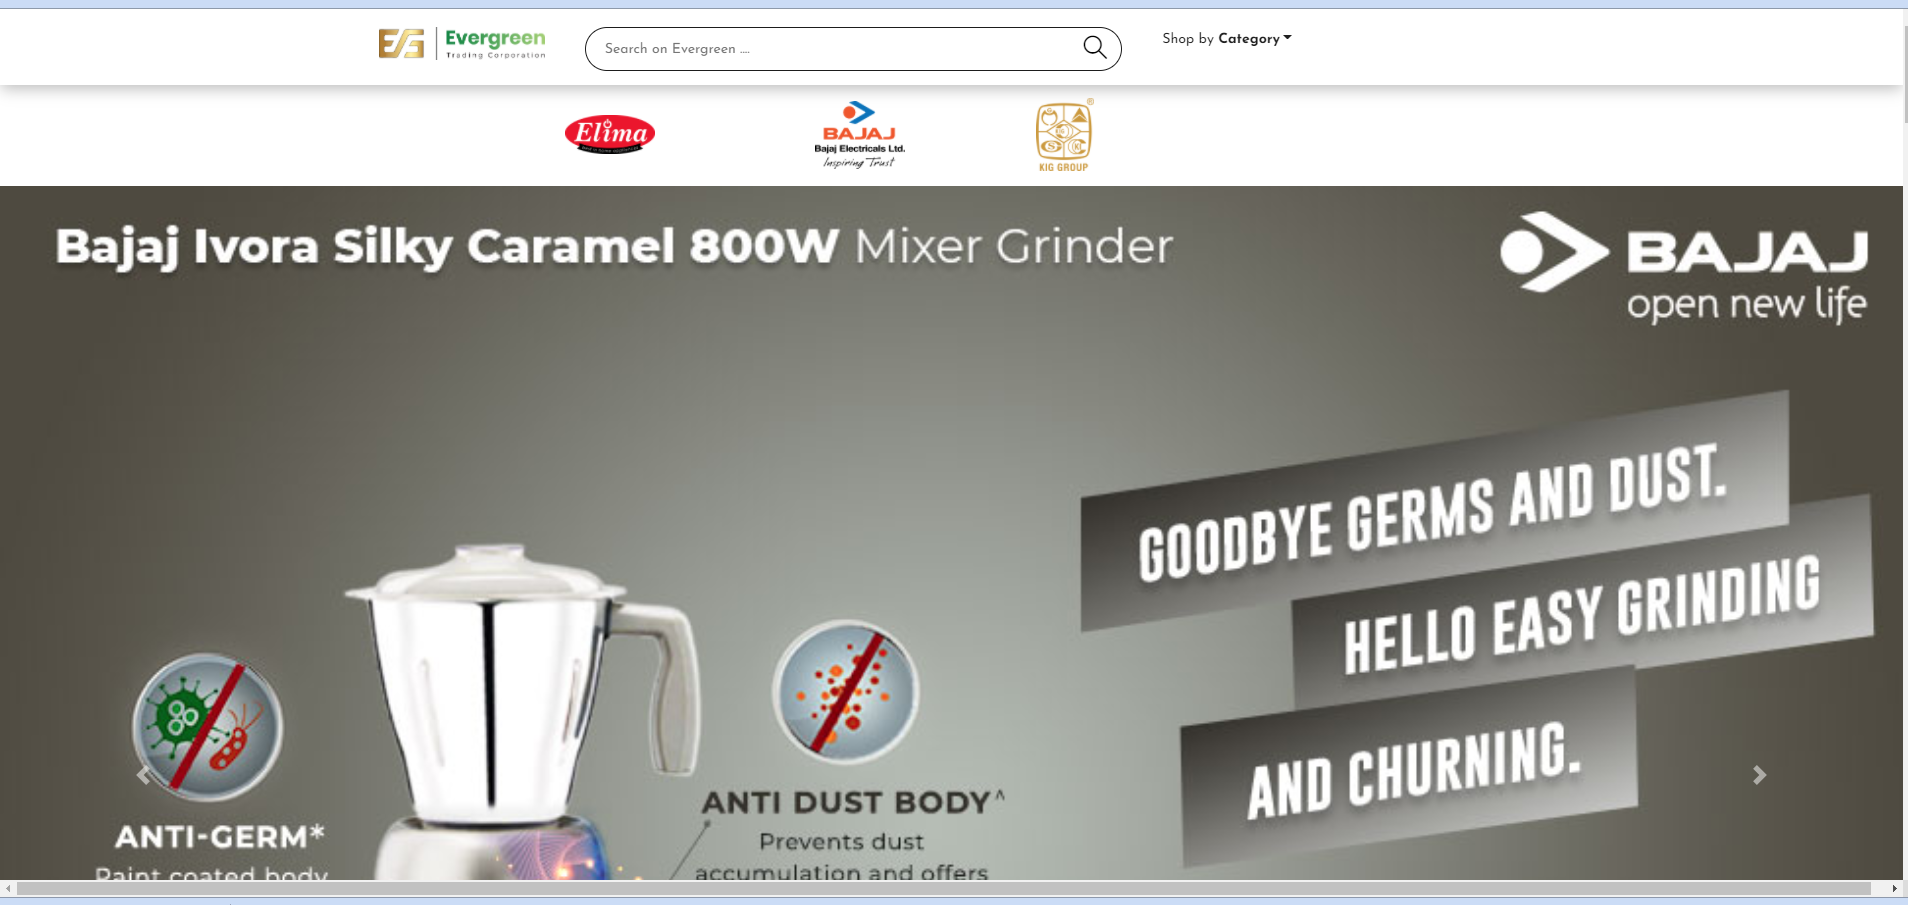 Evergreen
Trading Corporation
Search on Evergreen ....
Shop by Category
Elima
BAJAJ
Bajaj Electricals Ltd.
Inspiring Trust
KIG
KIG GROUP
Bajaj Ivora Silky Caramel 800W Mixer Grinder
BAJAJ
open new life
GOODBYE GERMS AND DUST.
HELLO EASY GRINDING
AND CHURNING.
ANTI-GERM*
Paint coated body
ANTI DUST BODY^
Prevents dust
accumulation and offers